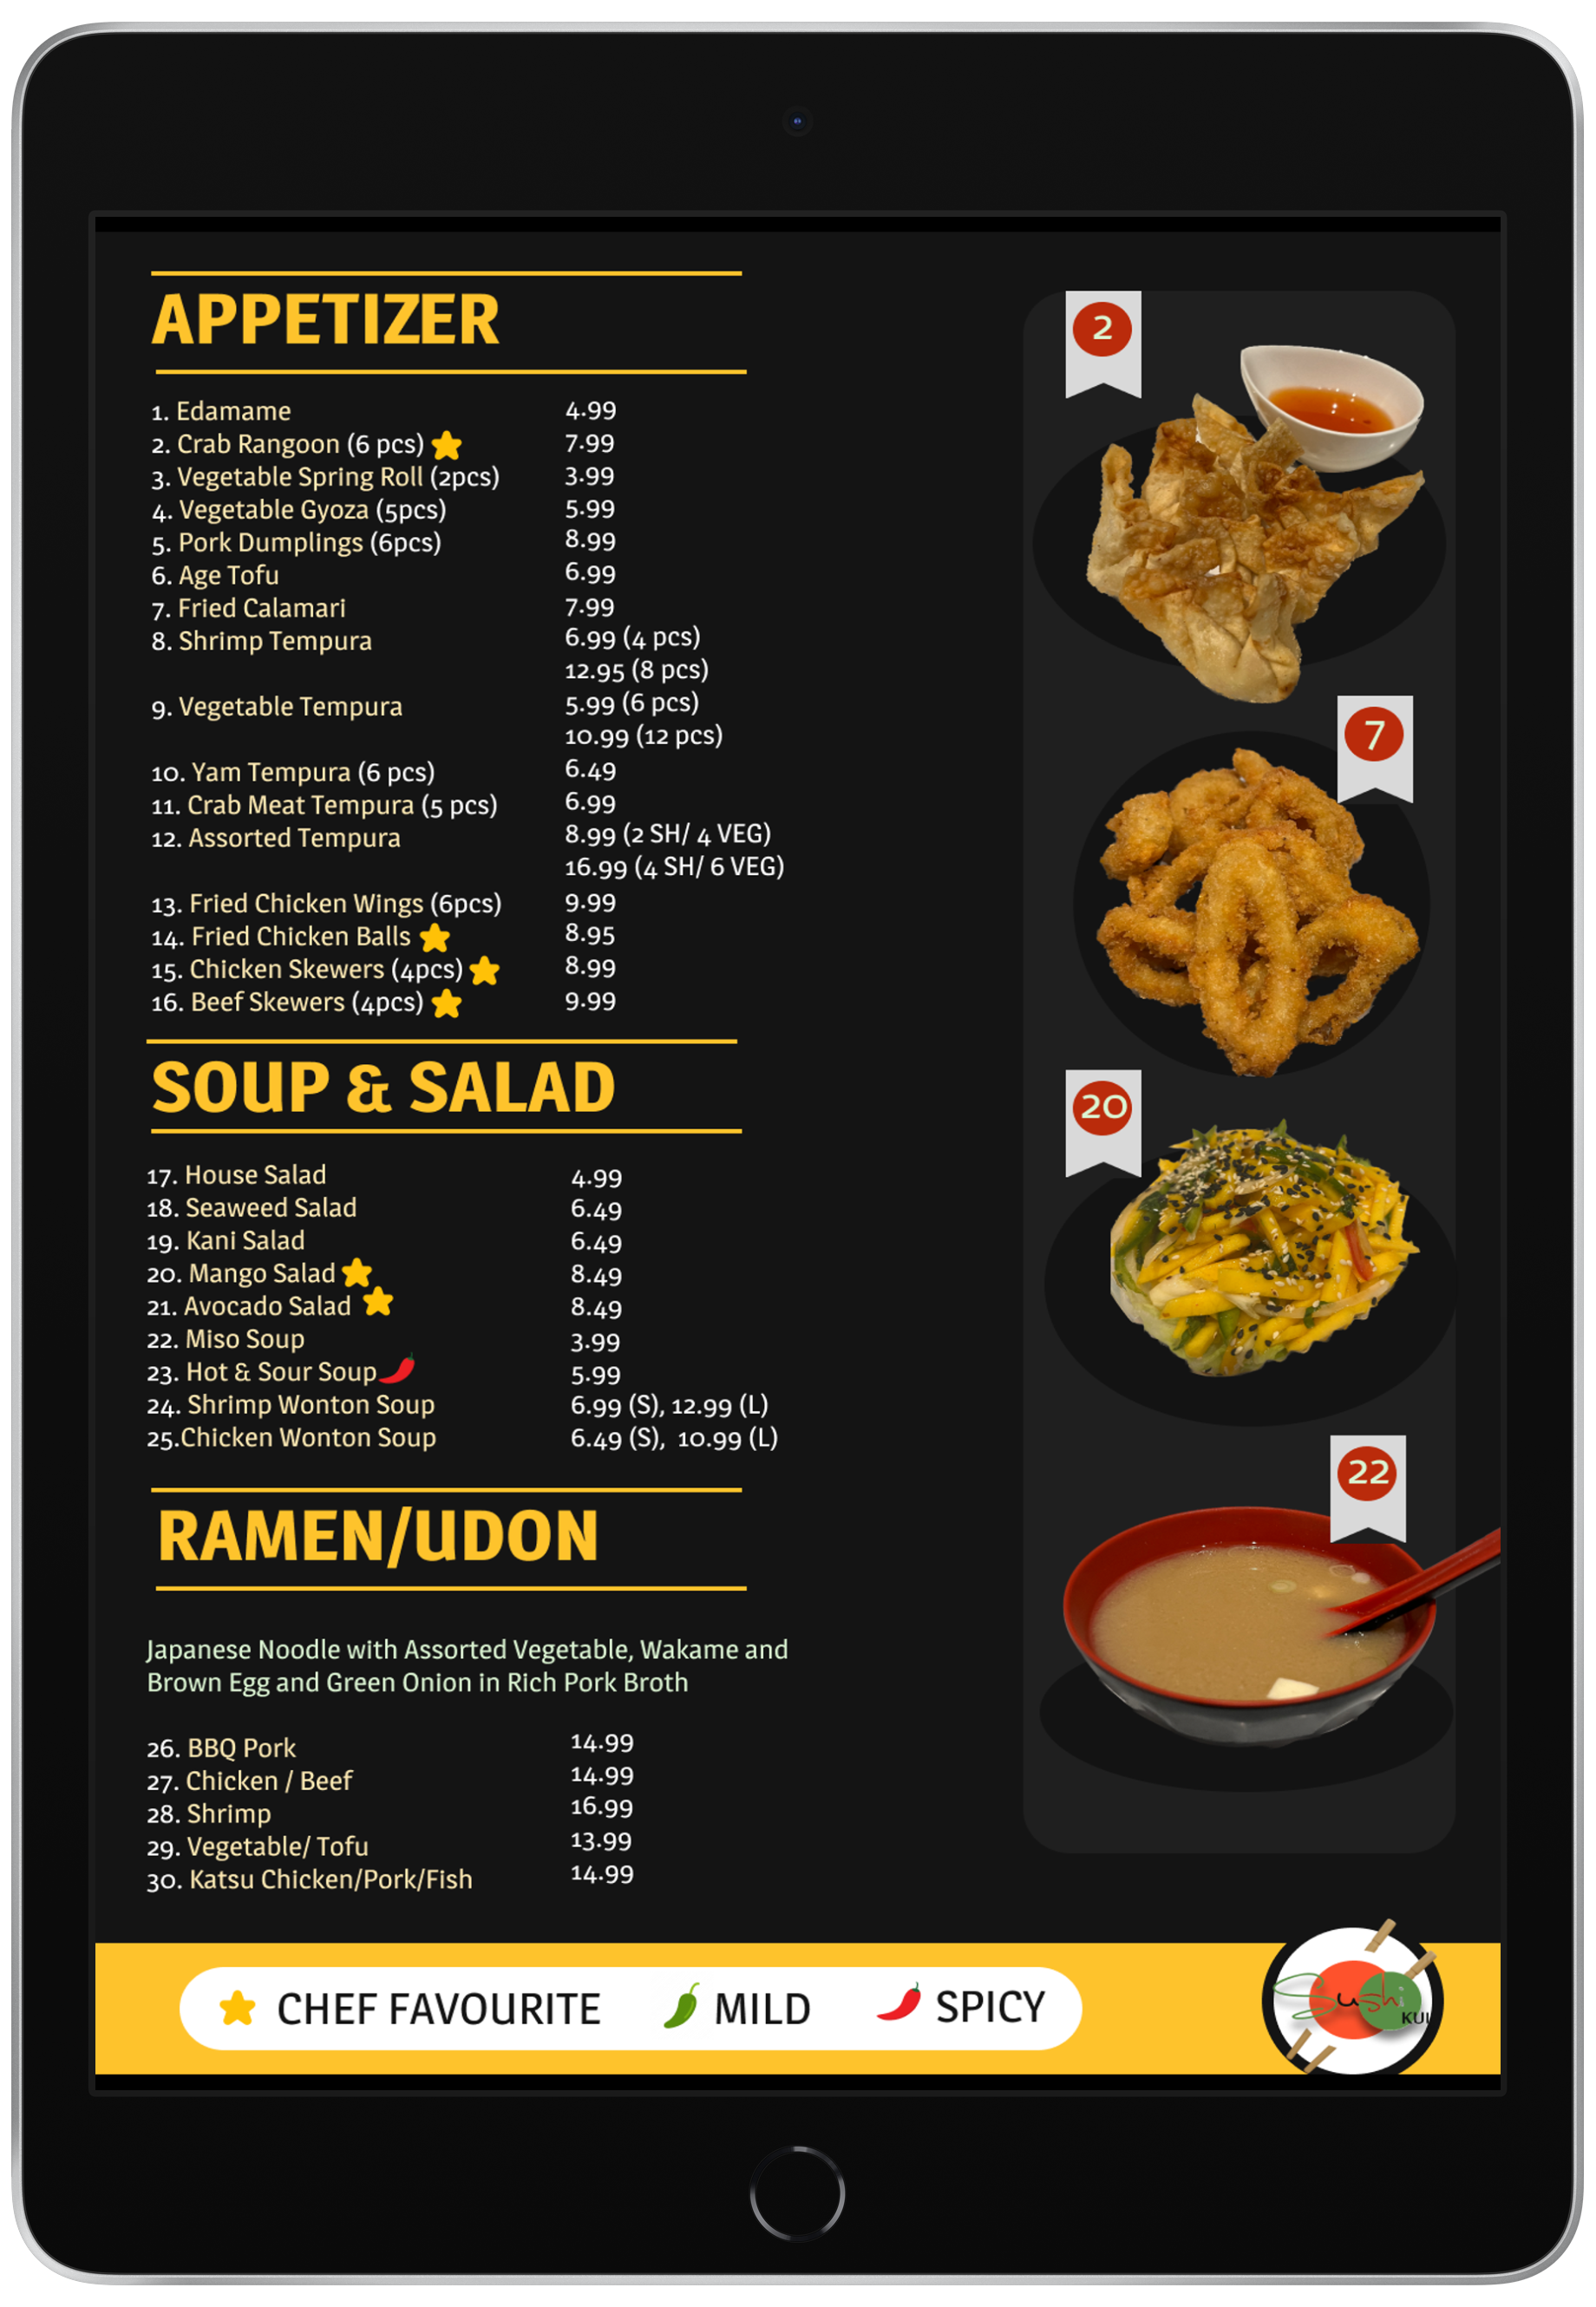 APPETIZER
1. Edamame 4.99
2. Crab Rangoon (6 pcs) 7.99
3. Vegetable Spring Roll (2pcs) 3.99
4. Vegetable Gyoza (5pcs) 5.99
5. Pork Dumplings (6pcs) 8.99
6. Age Tofu 6.99
7. Fried Calamari 7.99
8. Shrimp Tempura 6.99 (4 pcs)
12.95 (8 pcs)
9. Vegetable Tempura 5.99 (6 pcs)
10.99 (12 pcs)
10. Yam Tempura (6 pcs) 6.49
11. Crab Meat Tempura (5 pcs) 6.99
12. Assorted Tempura 8.99 (2 SH/ 4 VEG)
16.99 (4 SH/ 6 VEG)
13. Fried Chicken Wings (6pcs) 9.99
14. Fried Chicken Balls 8.95
15. Chicken Skewers (4pcs) 8.99
16. Beef Skewers (4pcs) 9.99
SOUP & SALAD
17. House Salad 4.99
18. Seaweed Salad 6.49
19. Kani Salad 6.49
20. Mango Salad 8.49
21. Avocado Salad 8.49
22. Miso Soup 3.99
23. Hot & Sour Soup 5.99
24. Shrimp Wonton Soup 6.99 (S), 12.99 (L)
25.Chicken Wonton Soup 6.49 (S), 10.99 (L)
RAMEN/UDON
Japanese Noodle with Assorted Vegetable, Wakame and
Brown Egg and Green Onion in Rich Pork Broth
26. BBQ Pork 14.99
27. Chicken / Beef 14.99
28. Shrimp 16.99
29. Vegetable/ Tofu 13.99
30. Katsu Chicken/Pork/Fish 14.99
2
7
20
22
CHEF FAVOURITE MILD SPICY
Sushi
KUI